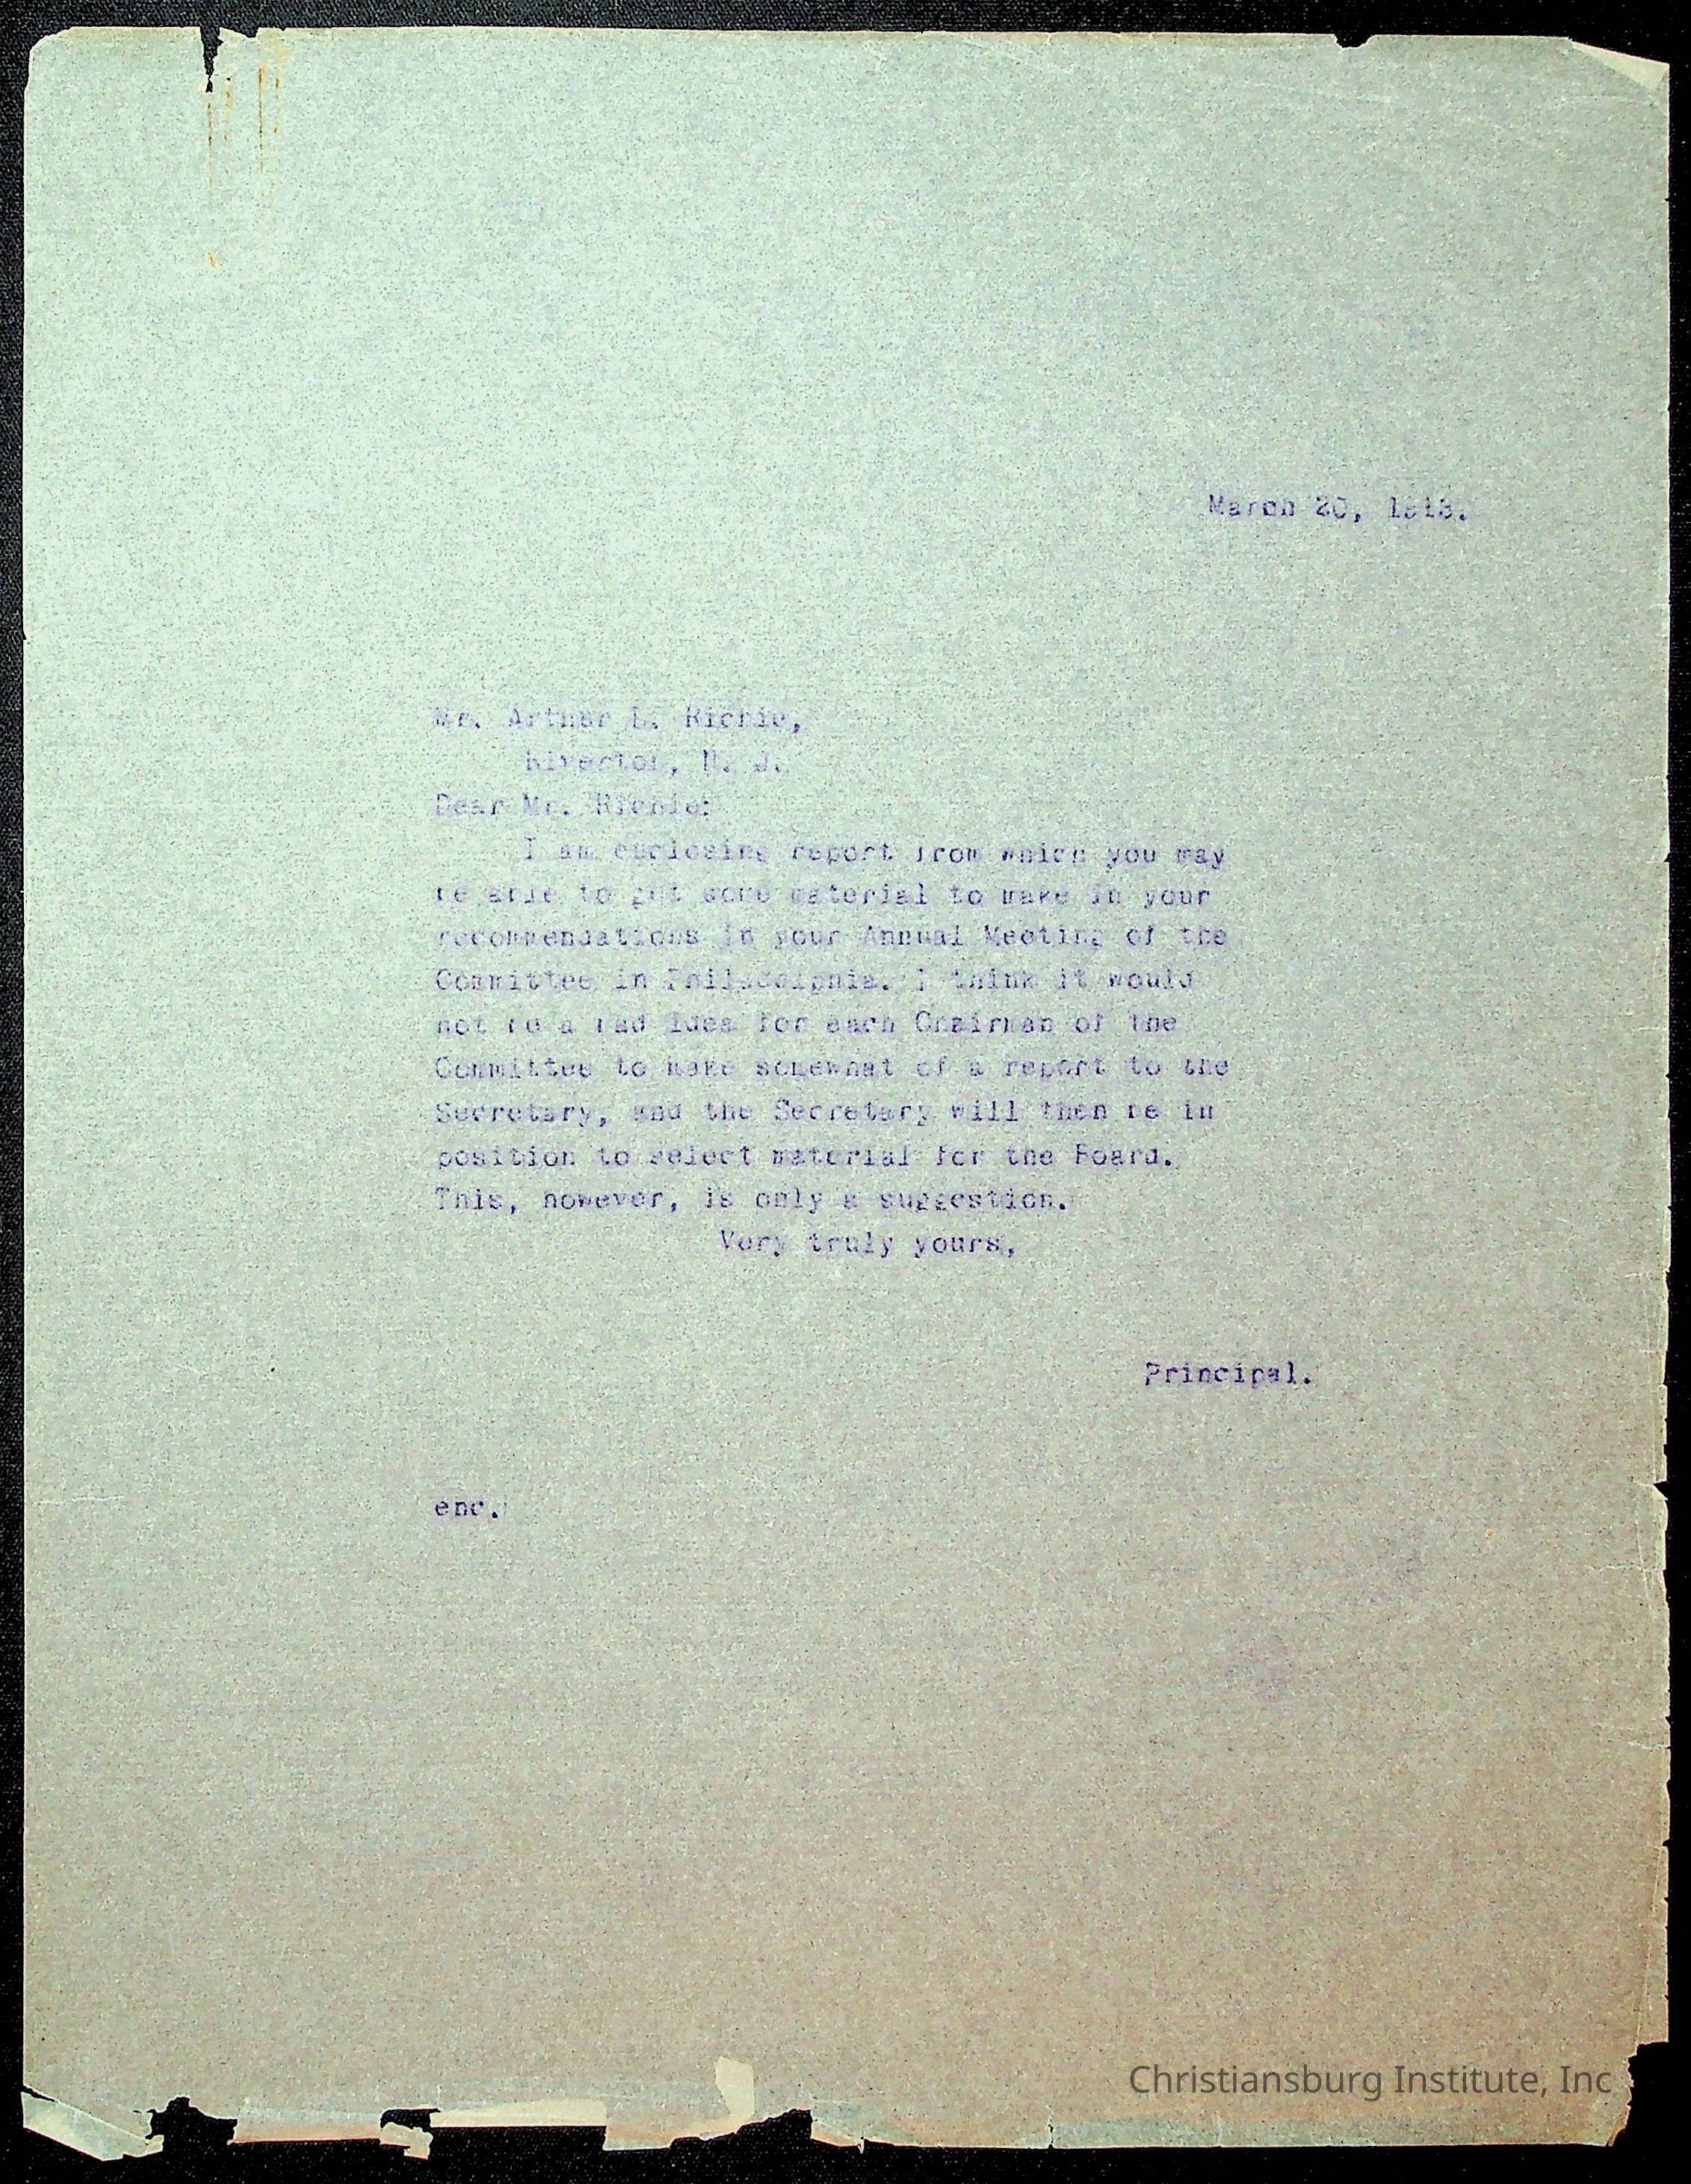 March 20, 1913.
Mr. Arthur L. Richie,
Riverton, N. J.
Dear Mr. Richie:
I am enclosing report from which you may
be able to get some material to make in your
recommendations in your Annual Meeting of the
Committee in Philadelphia. I think it would
not be a bad idea for each Chairman of the
Committee to make somewhat of a report to the
Secretary, and the Secretary will then be in
position to select material for the Board.
This, however, is only a suggestion.
Very truly yours,
Principal.
enc.
Christiansburg Institute, Inc